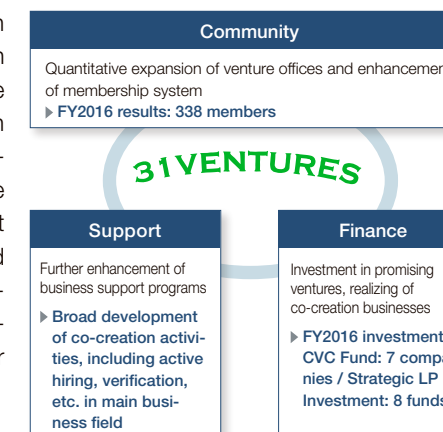 Community
Quantitative expansion of venture offices and
of membership system
▶ FY2016 results: 338 members
31VENTURES
Support
Further enhancement of
business support programs
▶ Broad development
of co-creation activi-
ties, including active
hiring, verification,
etc. in main busi-
ness field
Finance
Investment in promising
ventures, realizing of
co-creation businesses
▶ FY2016 investment
CVC Fund: 7
nies / Strategic LP
Investment: 8 funds